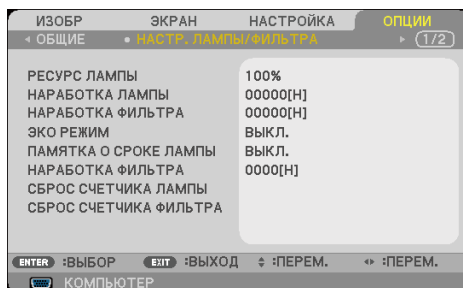 ИЗОБР ЭКРАН НАСТРОЙКА ОПЦИИ
ОБЩИЕ • НАСТР. ЛАМПЫ/ФИЛЬТРА (1/2)
РЕСУРС ЛАМПЫ 100%
НАРАБОТКА ЛАМПЫ 00000[H]
НАРАБОТКА ФИЛЬТРА 00000[H]
ЭКО РЕЖИМ ВЫКЛ.
ПАМЯТКА О СРОКЕ ЛАМПЫ ВЫКЛ.
НАРАБОТКА ФИЛЬТРА 0000[H]
СБРОС СЧЕТЧИКА ЛАМПЫ
СБРОС СЧЕТЧИКА ФИЛЬТРА
ENTER :ВЫБОР EXIT :ВЫХОД :ПЕРЕМ. :ПЕРЕМ.
КОМПЬЮТЕР